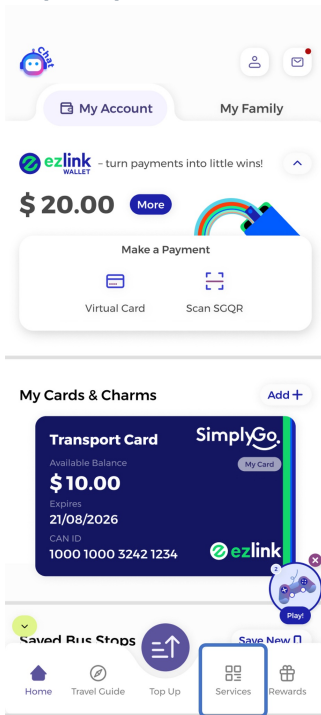 Chat
My Account
My Family
ezlink
WALLET
– turn payments into little wins!
$ 20.00
More
Make a Payment
Virtual Card
Scan SGQR
My Cards & Charms
Add +
Transport Card
SimplyGo.
Available Balance
My Card
$ 10.00
Expires
21/08/2026
CAN ID
1000 1000 3242 1234
ezlink
2
Play!
Saved Bus Stops
Save New
Home
Travel Guide
Top Up
Services
Rewards